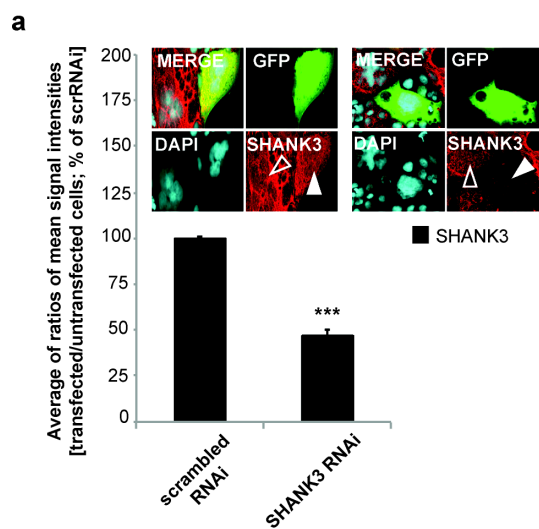 a
Average of ratios of mean signal intensities
[transfected/untransfected cells; % of scrRNAi]
200
175
150
125
100
75
50
25
0
MERGE
GFP
DAPI
SHANK3
MERGE
GFP
DAPI
SHANK3
SHANK3
***
scrambled
RNAi
SHANK3 RNAi